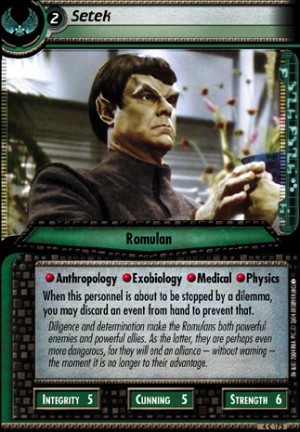 2 Setek
Romulan
• Anthropology • Exobiology • Medical • Physics
When this personnel is about to be stopped by a dilemma,
you may discard an event from hand to prevent that.
Diligence and determination make the Romulans both powerful
enemies and powerful allies. As the latter, they are perhaps even
more dangerous, for they will end an alliance – without warning –
the moment it is no longer to their advantage.
INTEGRITY 5 CUNNING 5 STRENGTH 6